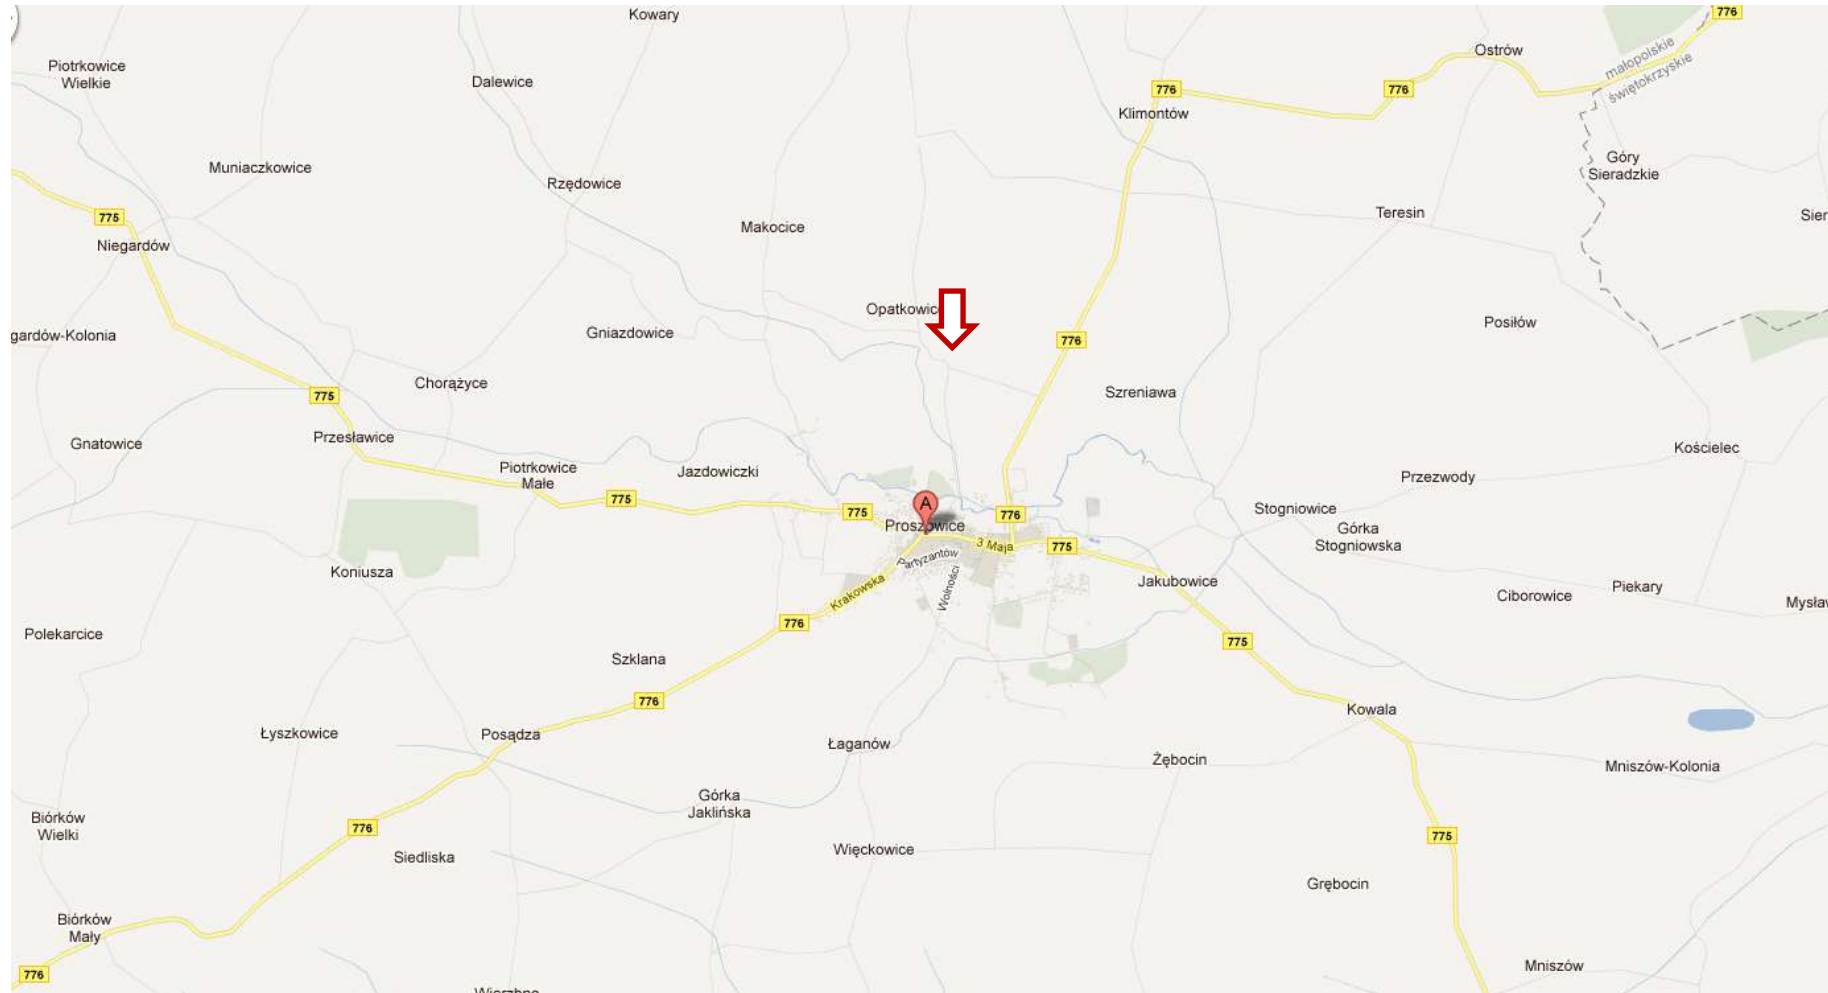 Kowary
776
Piotrkowice
Wielkie
Dalewice
Ostrów
małopolskie
świętokrzyskie
776
776
Klimontów
Muniaczkowice
Rzędowice
Góry
Sieradzkie
775
Makocice
Teresin
Sier
Niegardów
Opatkowic
Posiłów
gardów-Kolonia
Gniazdowice
776
Chorążyce
Szreniawa
775
Gnatowice
Przesławice
Kościelec
Piotrkowice
Małe
Jazdowiczki
Przezwody
775
775
A
776
Stogniowice
Proszowice
Górka
Stogniowska
3 Maja
775
Partyzantów
Koniusza
Krakowska
Wolności
Jakubowice
Ciborowice
Piekary
Mysław
776
Polekarcice
775
Szklana
776
Kowala
Łyszkowice
Posądza
Łaganów
Żębocin
Mniszów-Kolonia
Górka
Jaklińska
Biórków
Wielki
776
775
Siedliska
Więckowice
Grębocin
Biórków
Mały
776
Mniszów
Wierzbno